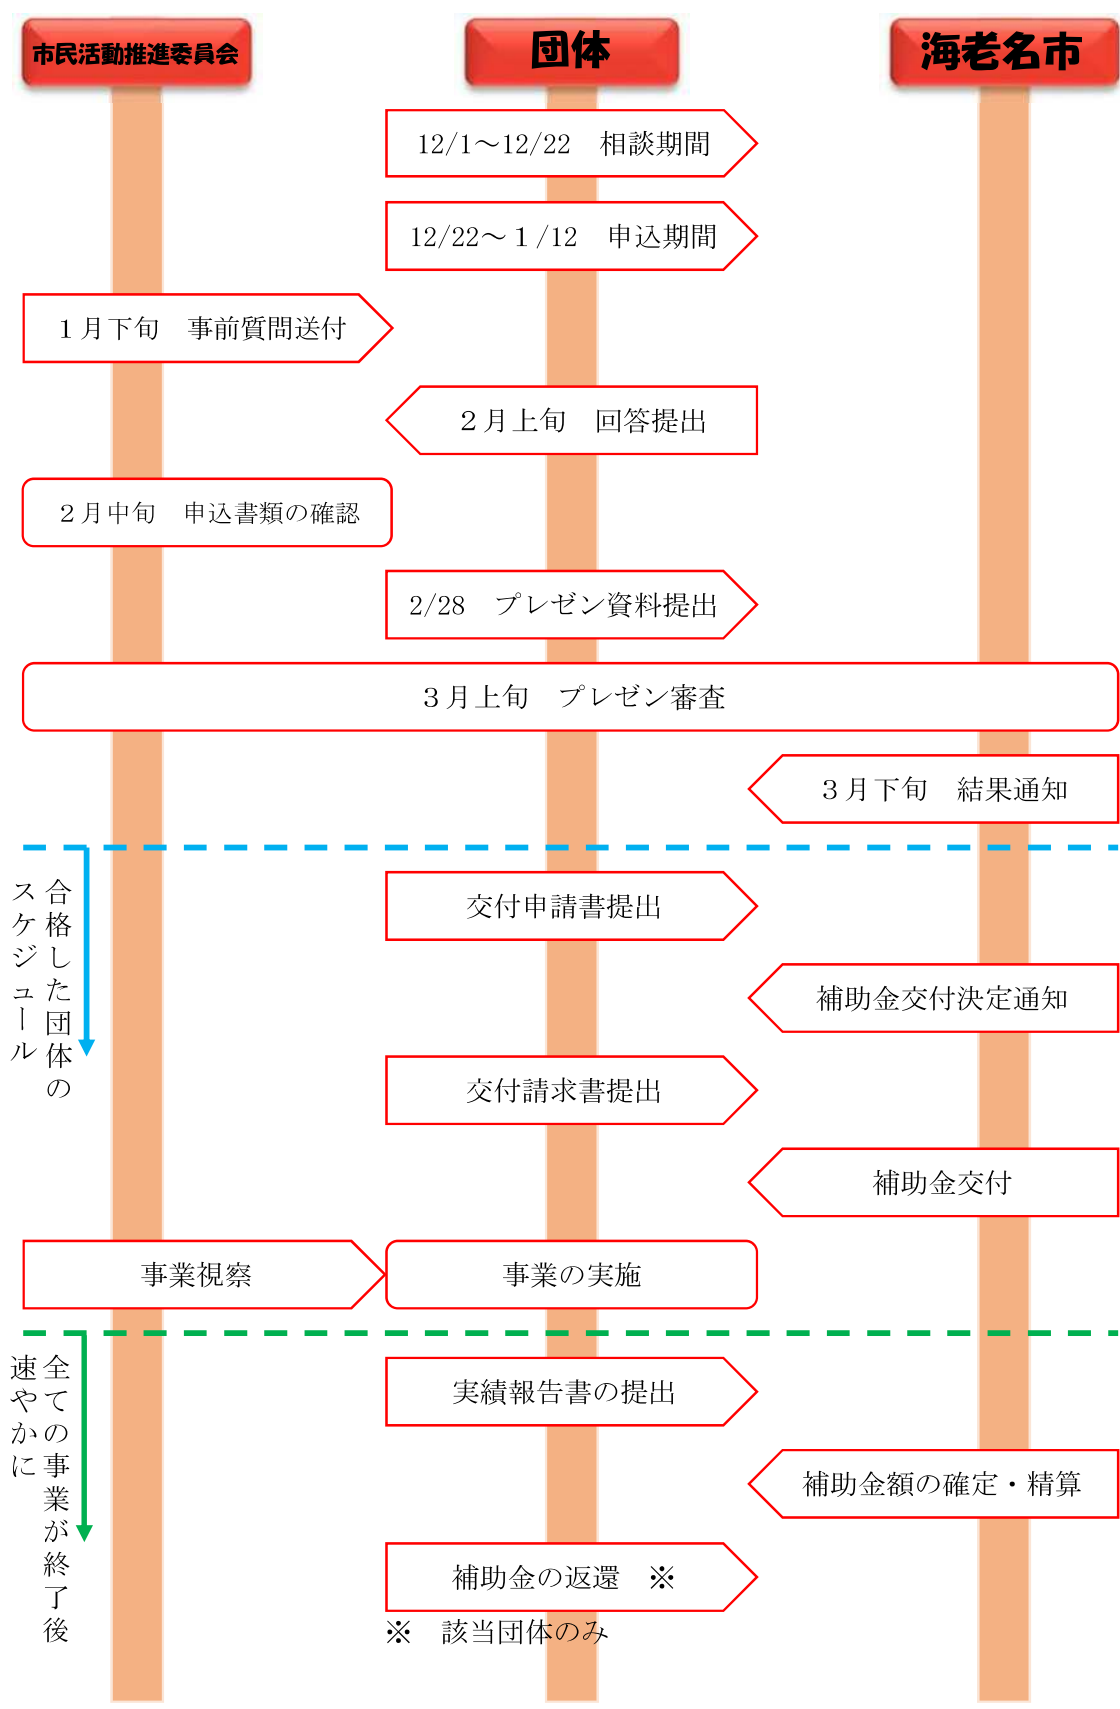 市民活動推進委員会
団体
海老名市
12/1～12/22　相談期間
12/22～１/12　申込期間
１月下旬　事前質問送付
２月上旬　回答提出
２月中旬　申込書類の確認
2/28　プレゼン資料提出
３月上旬　プレゼン審査
３月下旬　結果通知
合格した団体の
スケジュール
交付申請書提出
補助金交付決定通知
交付請求書提出
補助金交付
事業視察
事業の実施
全ての事業が終了後
速やかに
実績報告書の提出
補助金額の確定・精算
補助金の返還　※
※　該当団体のみ